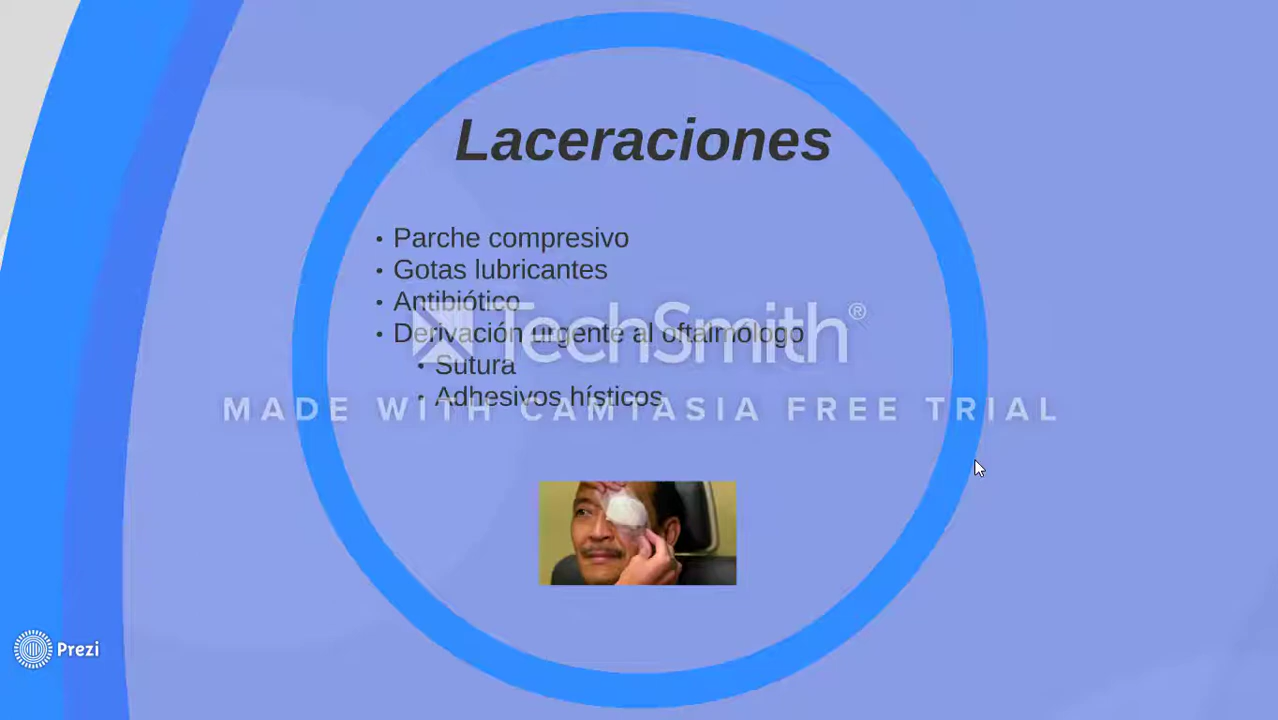 Laceraciones
• Parche compresivo
• Gotas lubricantes
• Antibiótico
• Derivación urgente al oftalmólogo
• Sutura
• Adhesivos hísticos
TechSmith®
MADE WITH CAMTASIA FREE TRIAL
Prezi